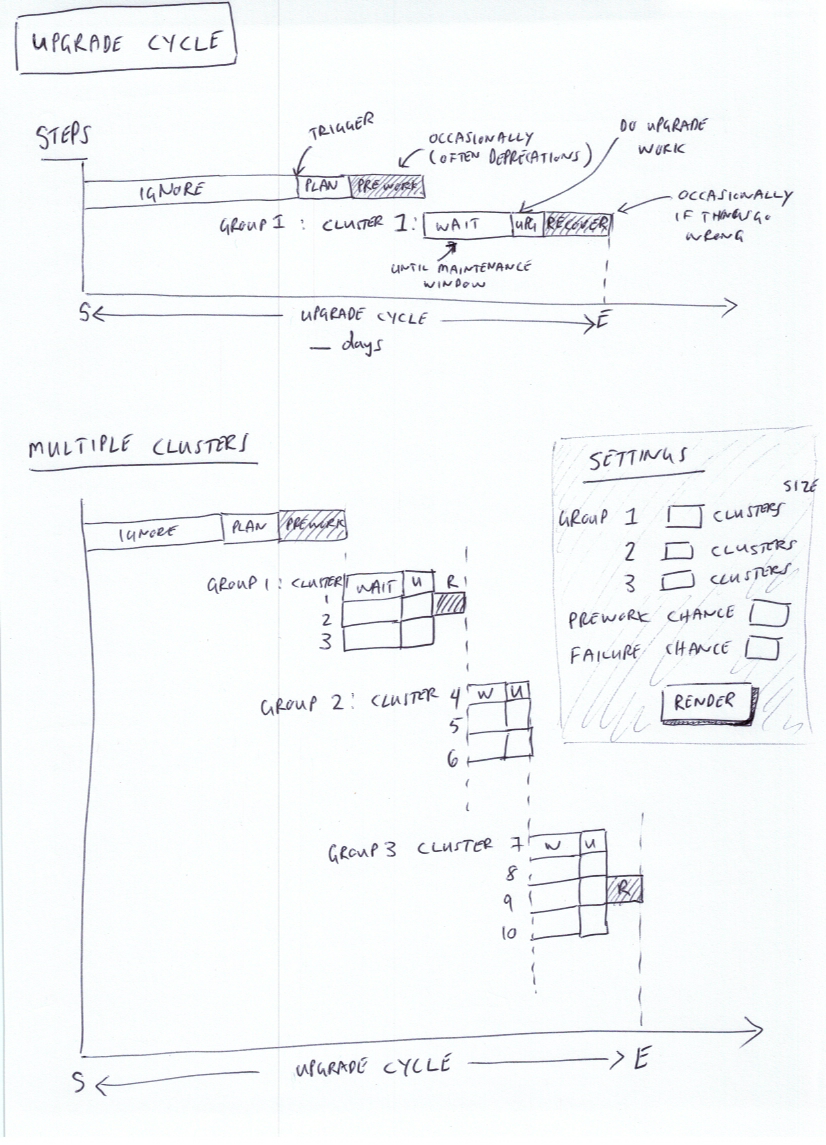 UPGRADE CYCLE
STEPS
TRIGGER
OCCASIONALLY
(OFTEN DEPRECATIONS)
DO UPGRADE
WORK
IGNORE
PLAN
PREWORK
GROUP 1 : CLUSTER 1:
WAIT
UPG
RECOVER
OCCASIONALLY
IF THINGS GO
WRONG
UNTIL MAINTENANCE
WINDOW
S
UPGRADE CYCLE
E
— days
MULTIPLE CLUSTERS
IGNORE
PLAN
PREWORK
GROUP 1 : CLUSTER
1
2
3
WAIT
U
R
GROUP 2 : CLUSTER 4
5
6
W
U
GROUP 3 CLUSTER 7
8
9
10
W
U
R
S
UPGRADE CYCLE
E
SETTINGS
SIZE
GROUP 1 CLUSTERS
2 CLUSTERS
3 CLUSTERS
PREWORK CHANCE
FAILURE CHANCE
RENDER